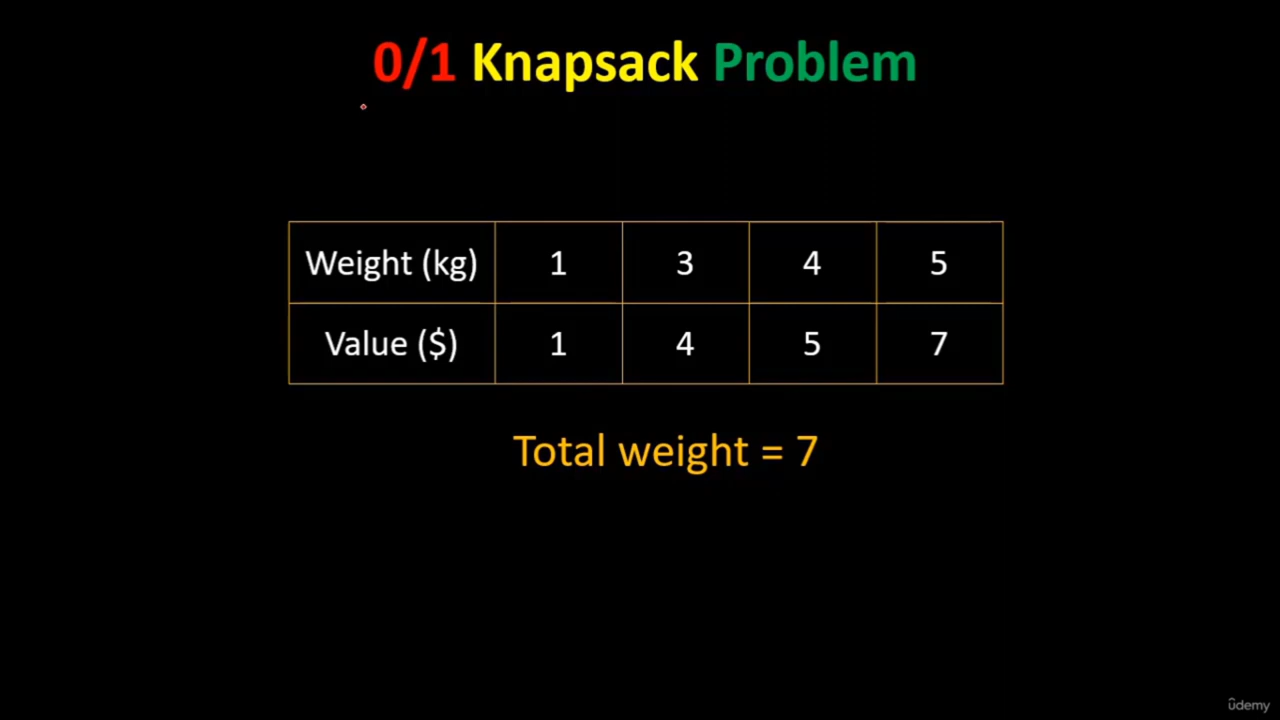 0/1 Knapsack Problem
Weight (kg) 1 3 4 5
Value ($) 1 4 5 7
Total weight = 7
ûdemy